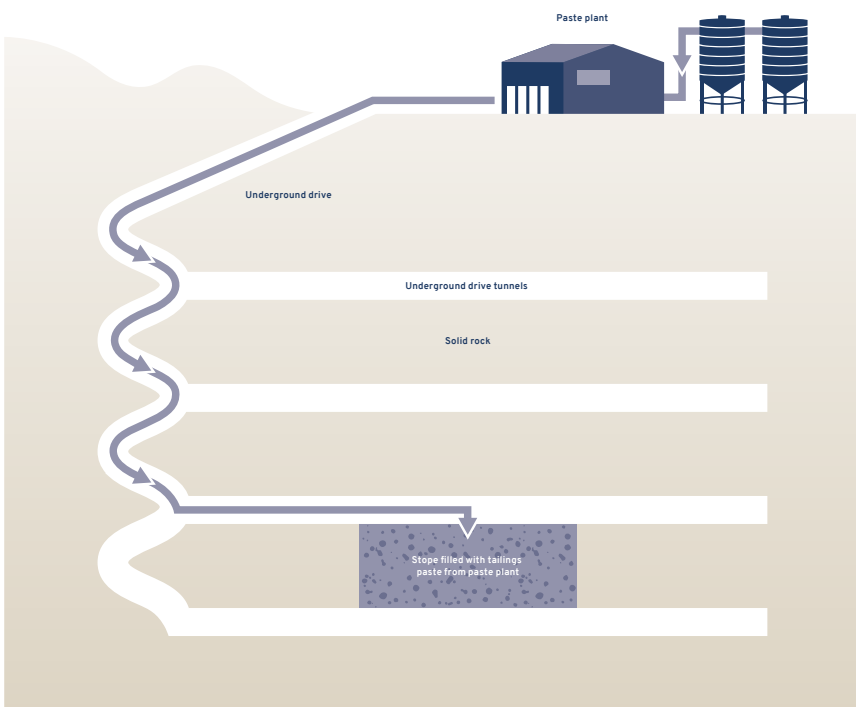 Paste plant
Underground drive
Underground drive tunnels
Solid rock
Stope filled with tailings
paste from paste plant